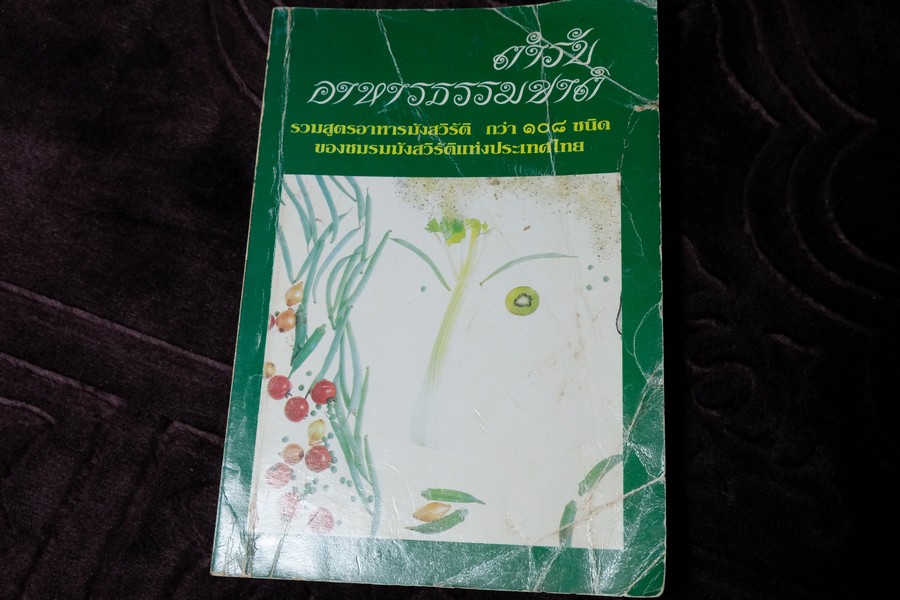 ตำรับ
อาหารธรรมชาติ
รวมสูตรอาหารมังสวิรัติ กว่า ๑๐๘ ชนิด
ของชมรมมังสวิรัติแห่งประเทศไทย